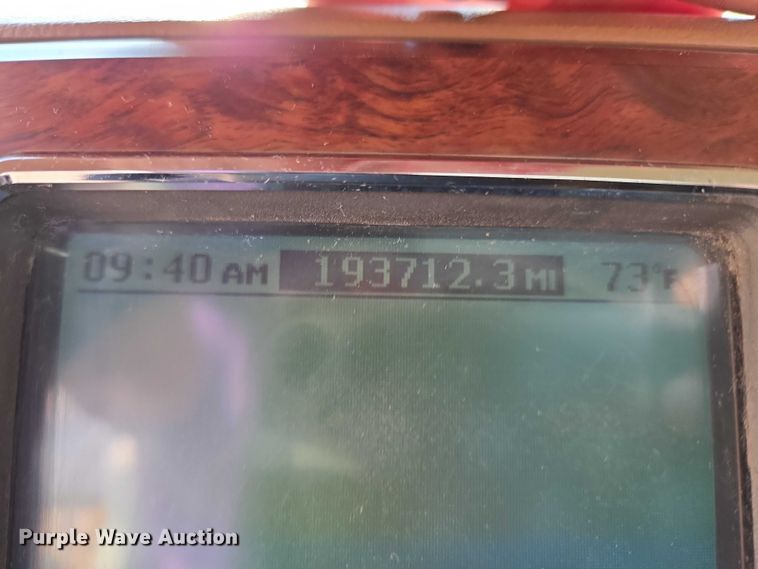 09:40 AM 193712.3 MI 73°F
Purple Wave Auction